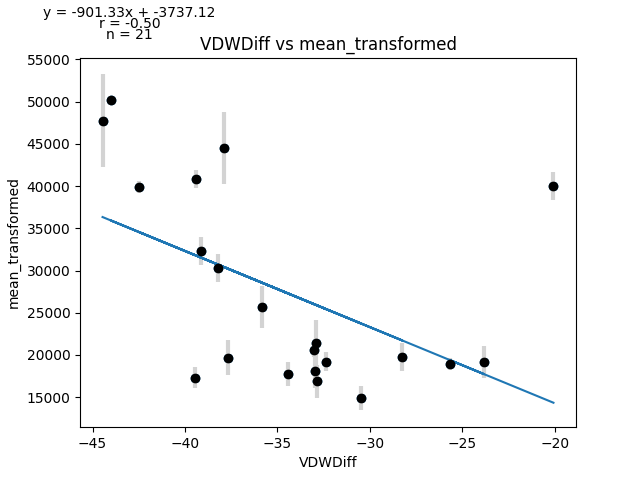 y = -901.33x + -3737.12
r = -0.50
n = 21
VDWDiff vs mean_transformed
55000
50000
45000
40000
35000
30000
25000
20000
15000
mean_transformed
−45 −40 −35 −30 −25 −20
VDWDiff